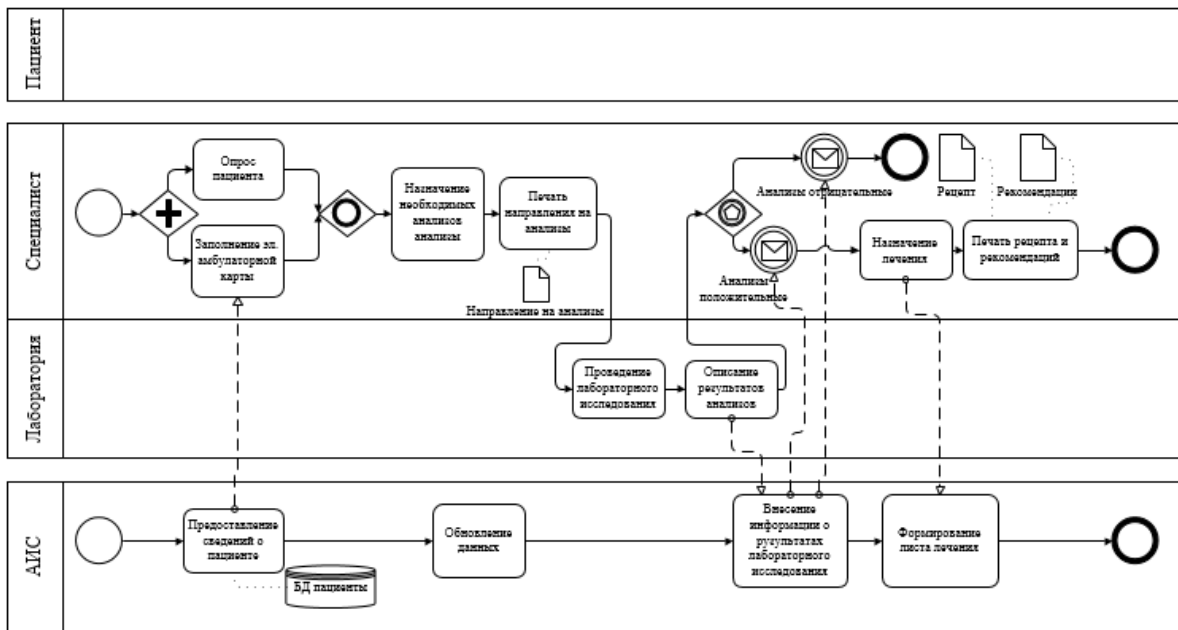 Пациент
Специалист
Опрос
пациента
Заполнение эл.
амбулаторной
карты
Назначение
необходимых
анализов
анализы
Печать
направления на
анализы
Направление на анализы
Анализы отрицательные
Анализы
положительные
Рецепт
Рекомендации
Назначение
лечения
Печать рецепта и
рекомендаций
Лаборатория
Проведение
лабораторного
исследования
Описание
результатов
анализов
АИС
Предоставление
сведений о
пациенте
БД пациенты
Обновление
данных
Внесение
информации о
рузультатах
лабораторного
исследования
Формирование
листа лечения